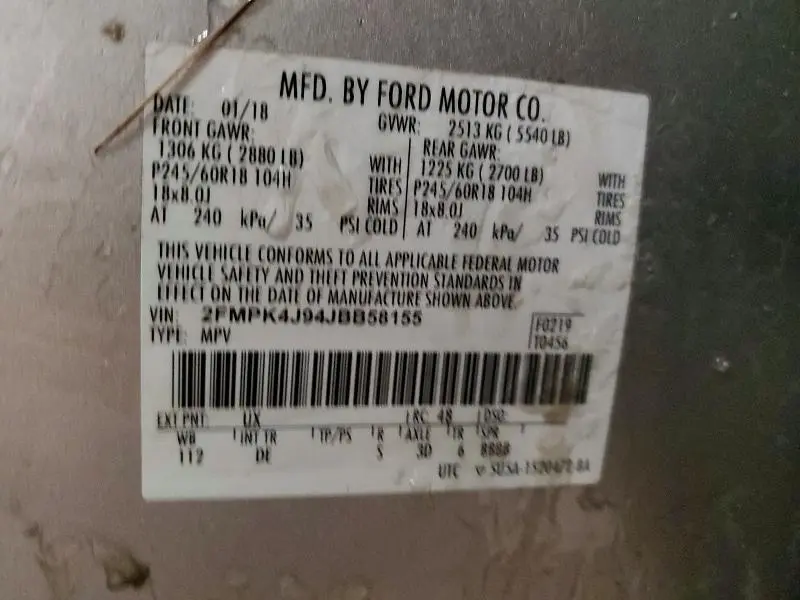 MFD. BY FORD MOTOR CO.
DATE: 01/18 GVWR: 2513 KG ( 5540 LB)
FRONT GAWR: REAR GAWR:
1306 KG ( 2880 LB) WITH 1225 KG ( 2700 LB) WITH
P245/60R18 104H TIRES P245/60R18 104H TIRES
18x8.0J RIMS 18x8.0J RIMS
AT 240 kPa/ 35 PSI COLD AT 240 kPa/ 35 PSI COLD
THIS VEHICLE CONFORMS TO ALL APPLICABLE FEDERAL MOTOR
VEHICLE SAFETY AND THEFT PREVENTION STANDARDS IN
EFFECT ON THE DATE OF MANUFACTURE SHOWN ABOVE.
VIN: 2FMPK4J94JBB58155 F0219
TYPE: MPV T0456
EXT PNT: UX RC: 48 DSO:
WB INT TR TP/PS R AXLE TR SPR
112 DE S 3D 6 8888
UTC